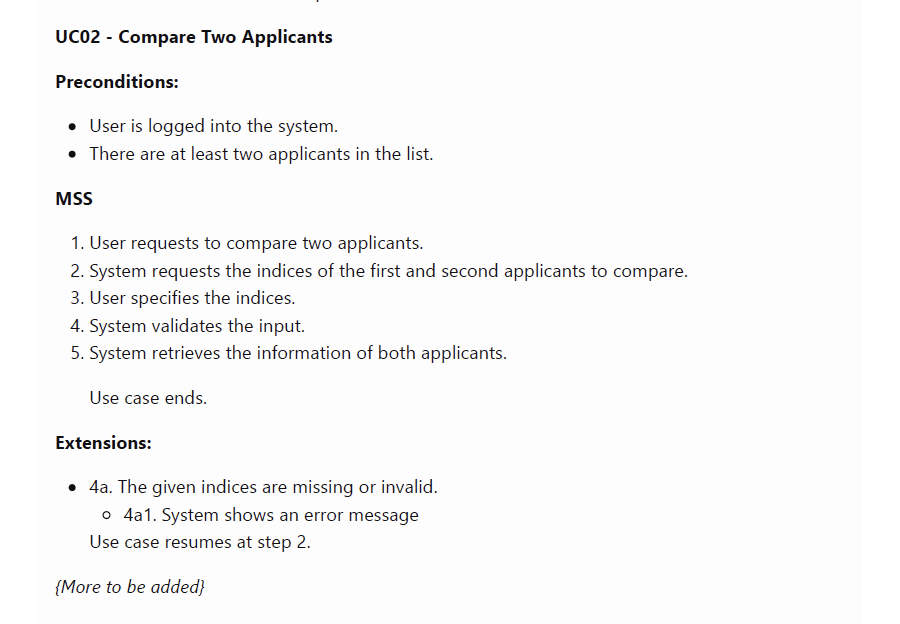 UC02 - Compare Two Applicants
Preconditions:
• User is logged into the system.
• There are at least two applicants in the list.
MSS
1. User requests to compare two applicants.
2. System requests the indices of the first and second applicants to compare.
3. User specifies the indices.
4. System validates the input.
5. System retrieves the information of both applicants.
Use case ends.
Extensions:
• 4a. The given indices are missing or invalid.
○ 4a1. System shows an error message
Use case resumes at step 2.
{More to be added}